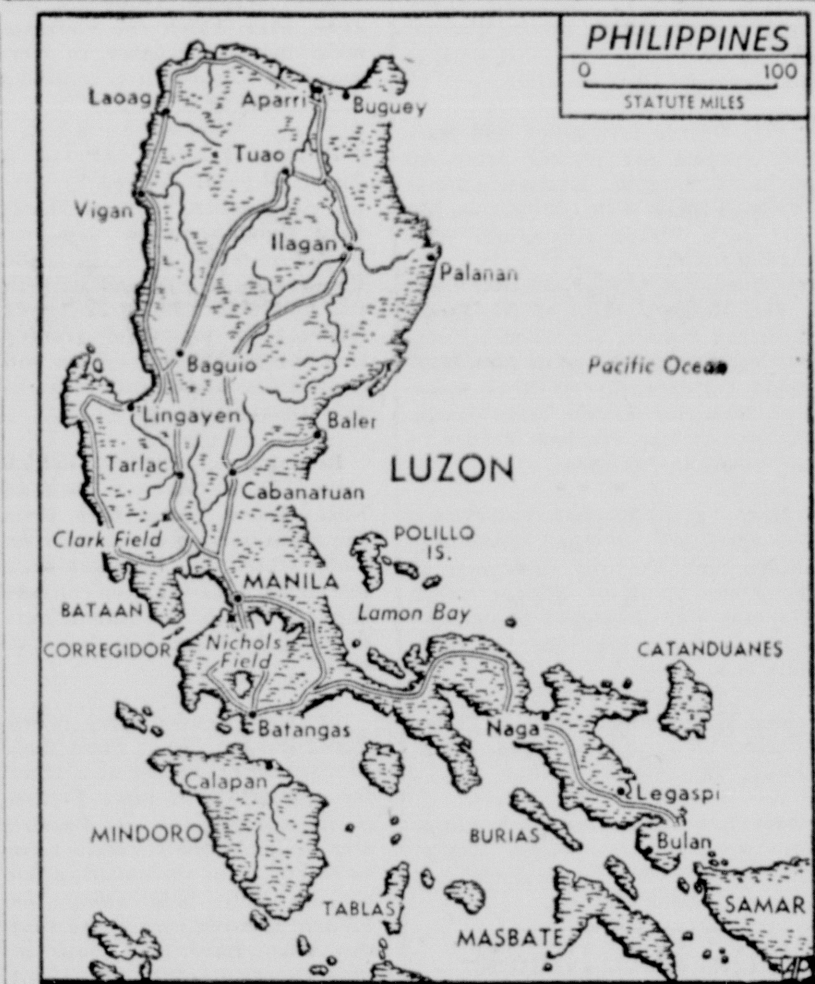 PHILIPPINES
0 100
STATUTE MILES
Laoag
Aparri
Buguey
Tuao
Vigan
Ilagan
Palanan
Baguio
Pacific Ocean
Lingayen
Baler
Tarlac
LUZON
Cabanatuan
Clark Field
POLILLO
IS.
MANILA
BATAAN
Lamon Bay
CORREGIDOR
Nichols
Field
CATANDUANES
Batangas
Naga
Calapan
Legaspi
MINDORO
BURIAS
Bulan
TABLAS
SAMAR
MASBATE
AP